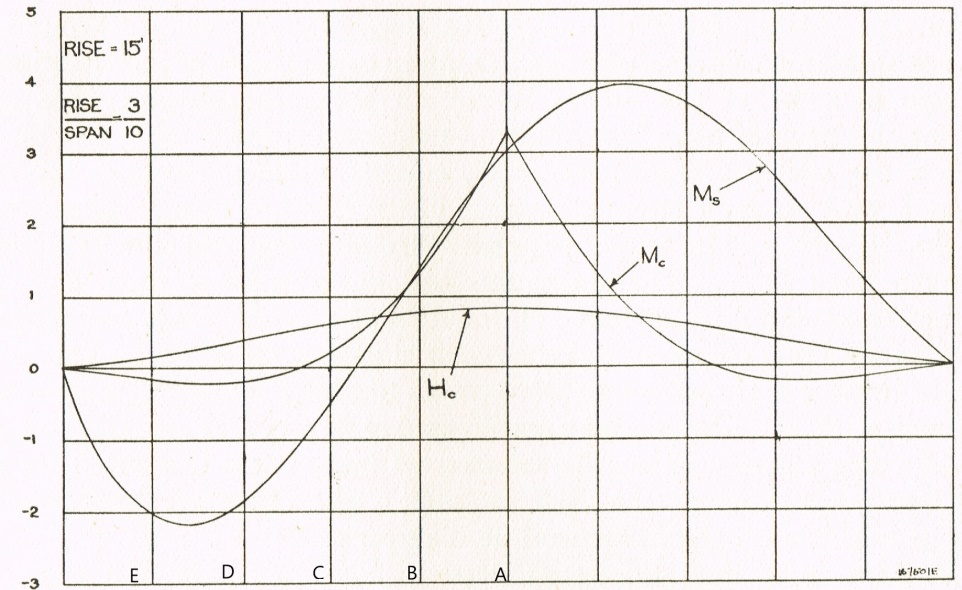 5
RISE = 15'
4
RISE = 3
SPAN 10
3
Ms
2
Mc
1
0
Hc
-1
-2
E D C B A
-3